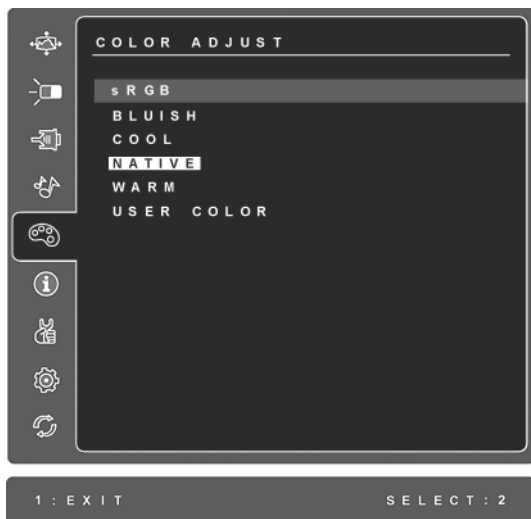 COLOR ADJUST
sRGB
BLUISH
COOL
NATIVE
WARM
USER COLOR
1:EXIT SELECT:2